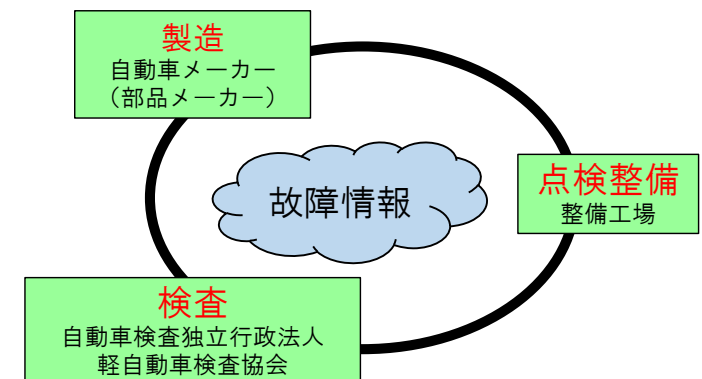 製造
自動車メーカー
（部品メーカー）
点検整備
整備工場
故障情報
検査
自動車検査独立行政法人
軽自動車検査協会